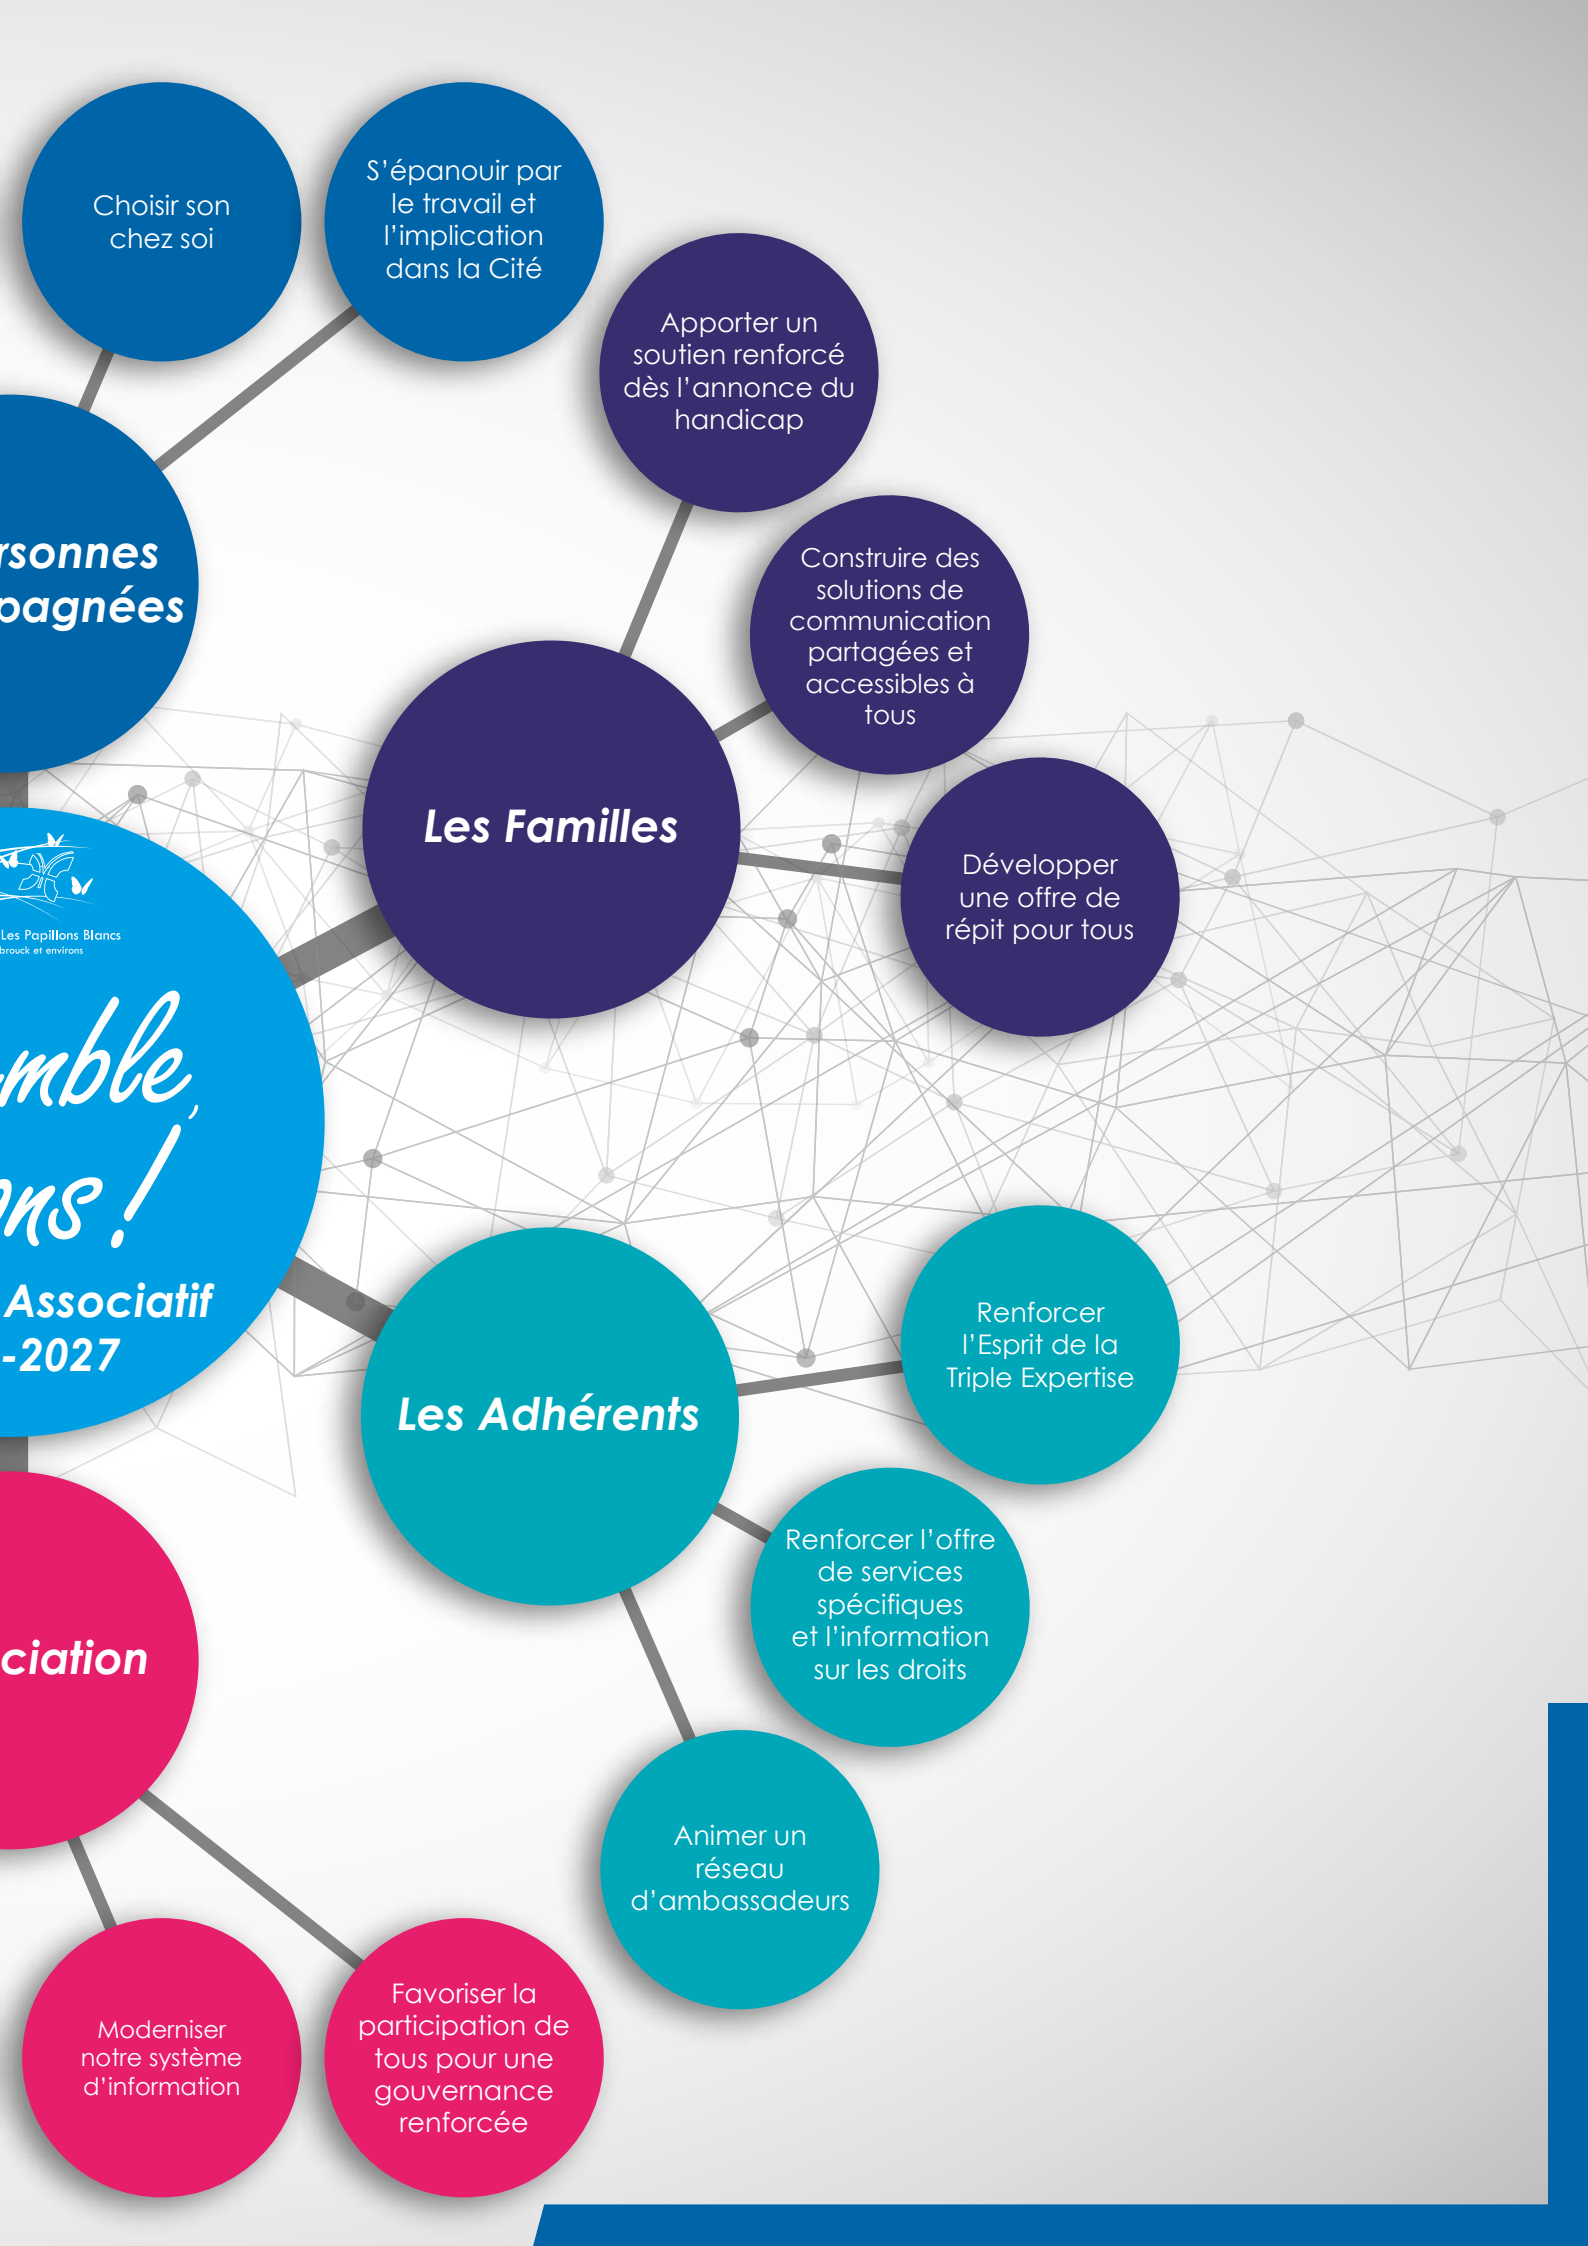 Choisir son
chez soi
S’épanouir par
le travail et
l’implication
dans la Cité
Apporter un
soutien renforcé
dès l’annonce du
handicap
Construire des
solutions de
communication
partagées et
accessibles à
tous
Développer
une offre de
répit pour tous
rsonnes
pagnées
Les Familles
Les Papillons Blancs
brouck et environs
mble,
ons !
Associatif
-2027
Les Adhérents
Renforcer
l’Esprit de la
Triple Expertise
Renforcer l’offre
de services
spécifiques
et l’information
sur les droits
Animer un
réseau
d’ambassadeurs
ciation
Moderniser
notre système
d’information
Favoriser la
participation de
tous pour une
gouvernance
renforcée